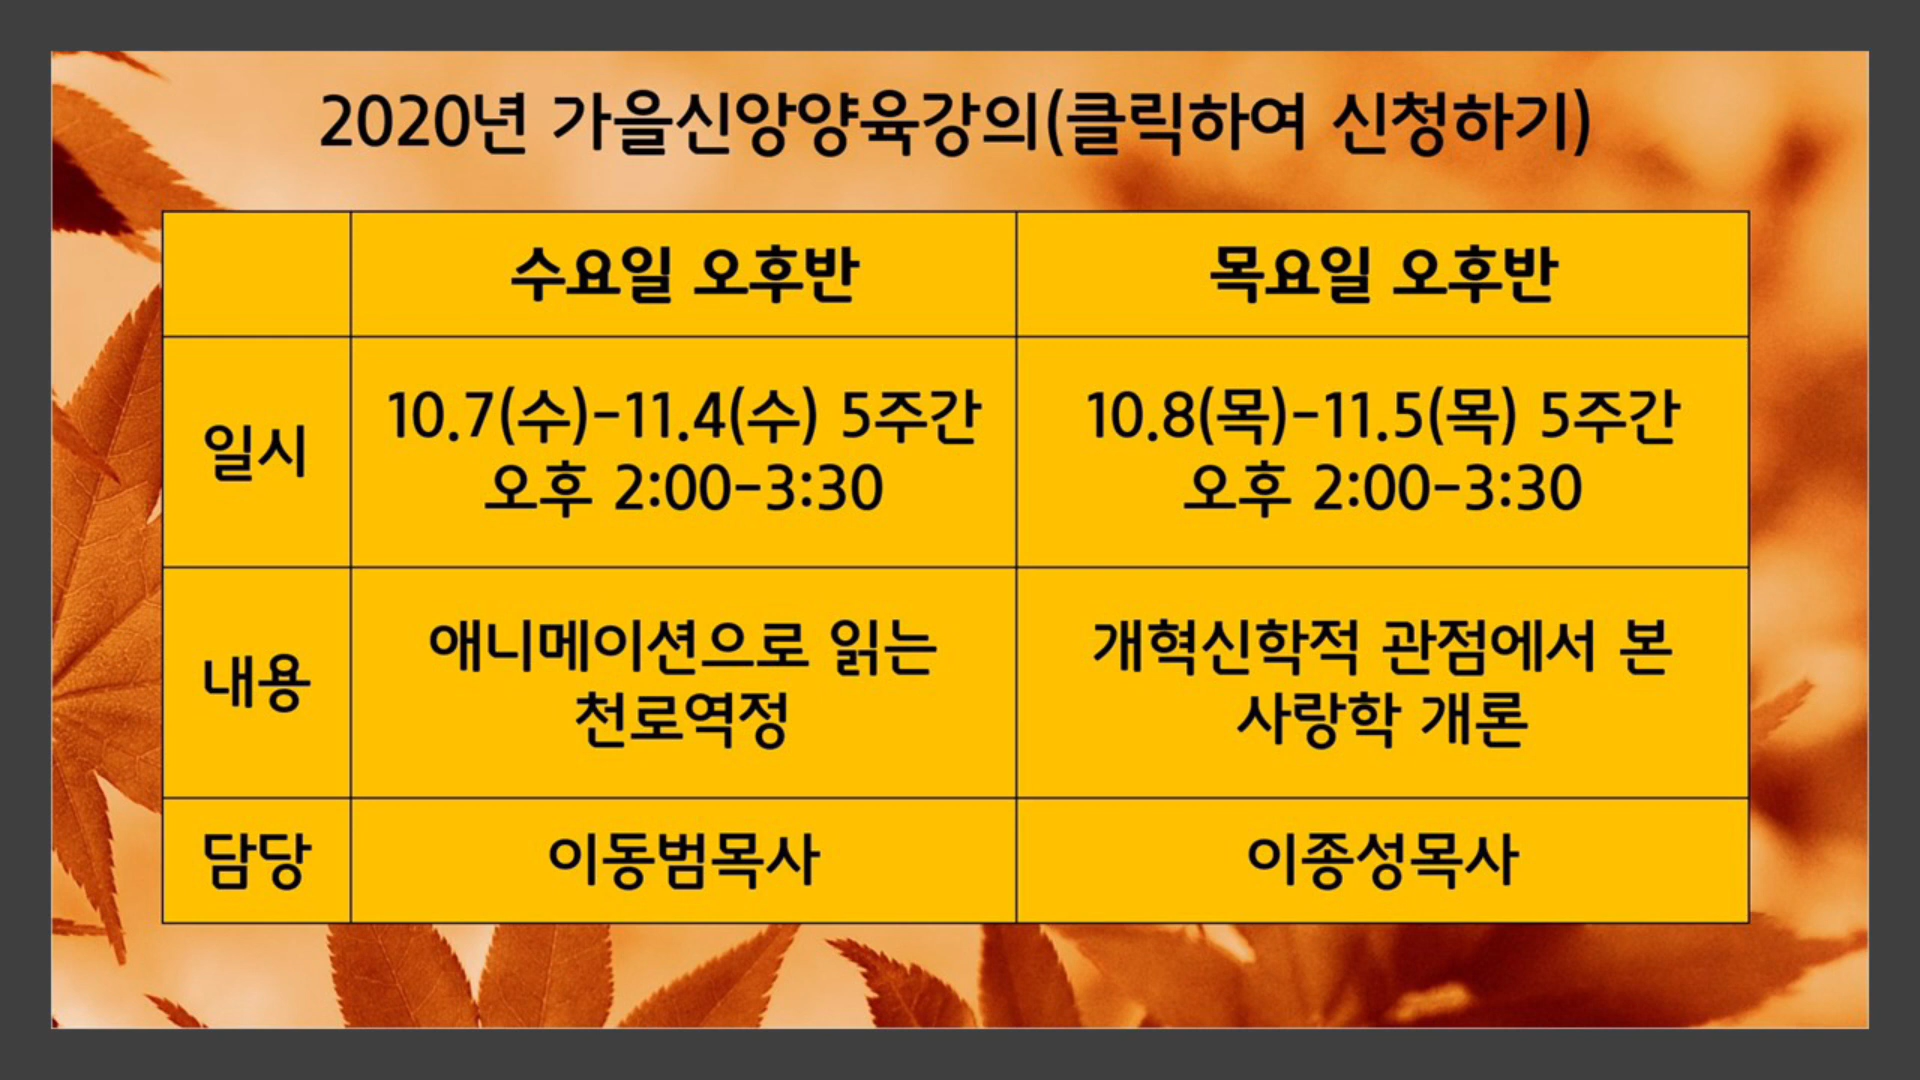 2020년 가을신앙양육강의(클릭하여 신청하기)
수요일 오후반
목요일 오후반
일시
10.7(수)-11.4(수) 5주간
오후 2:00-3:30
10.8(목)-11.5(목) 5주간
오후 2:00-3:30
내용
애니메이션으로 읽는
천로역정
개혁신학적 관점에서 본
사랑학 개론
담당
이동범목사
이종성목사